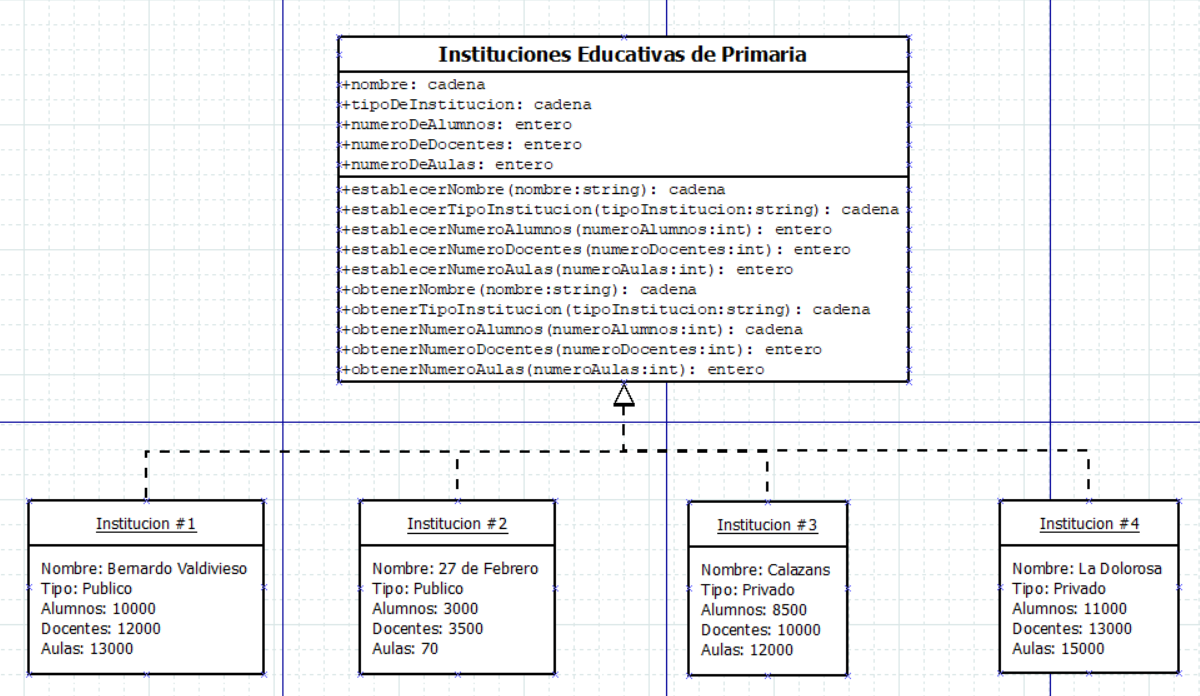 Instituciones Educativas de Primaria
+nombre: cadena
+tipoDeInstitucion: cadena
+numeroDeAlumnos: entero
+numeroDeDocentes: entero
+numeroDeAulas: entero
+establecerNombre(nombre:string): cadena
+establecerTipoInstitucion(tipoInstitucion:string): cadena
+establecerNumeroAlumnos(numeroAlumnos:int): entero
+establecerNumeroDocentes(numeroDocentes:int): entero
+establecerNumeroAulas(numeroAulas:int): entero
+obtenerNombre(nombre:string): cadena
+obtenerTipoInstitucion(tipoInstitucion:string): cadena
+obtenerNumeroAlumnos(numeroAlumnos:int): cadena
+obtenerNumeroDocentes(numeroDocentes:int): entero
+obtenerNumeroAulas(numeroAulas:int): entero
Institucion #1
Nombre: Bernardo Valdivieso
Tipo: Publico
Alumnos: 10000
Docentes: 12000
Aulas: 13000
Institucion #2
Nombre: 27 de Febrero
Tipo: Publico
Alumnos: 3000
Docentes: 3500
Aulas: 70
Institucion #3
Nombre: Calazans
Tipo: Privado
Alumnos: 8500
Docentes: 10000
Aulas: 12000
Institucion #4
Nombre: La Dolorosa
Tipo: Privado
Alumnos: 11000
Docentes: 13000
Aulas: 15000